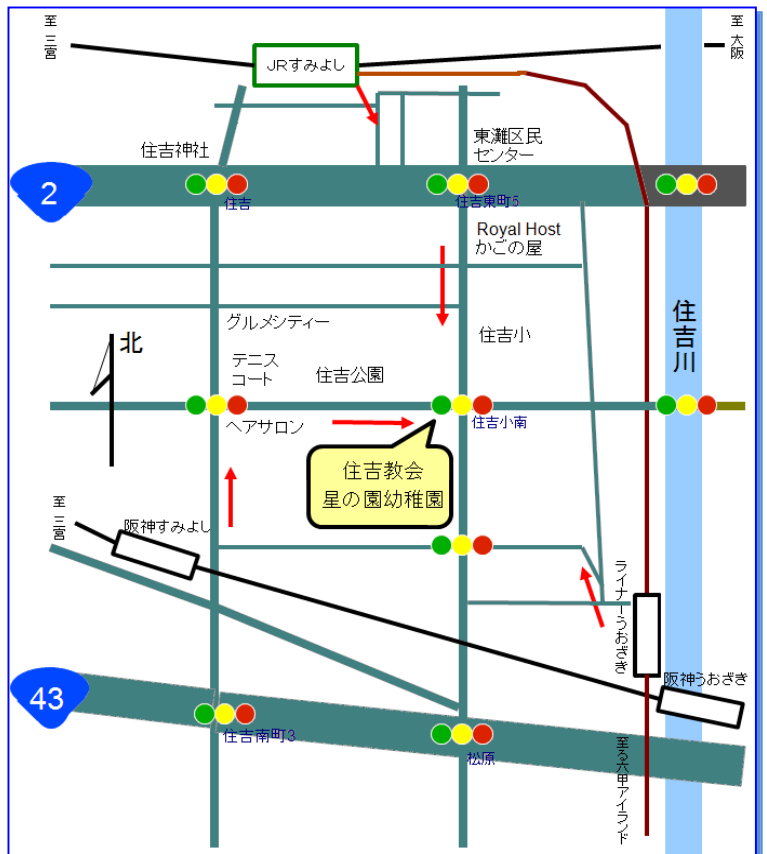 至 三宮
至 大阪
JRすみよし
住吉神社
東灘区民
センター
2
住吉
住吉東町5
Royal Host
かごの屋
グルメシティー
住吉小
住吉川
北
テニス
コート
住吉公園
ヘアサロン
住吉小南
住吉教会
星の園幼稚園
至 三宮
阪神すみよし
ライナーうおざき
阪神うおざき
43
住吉南町3
松原
至る六甲アイランド